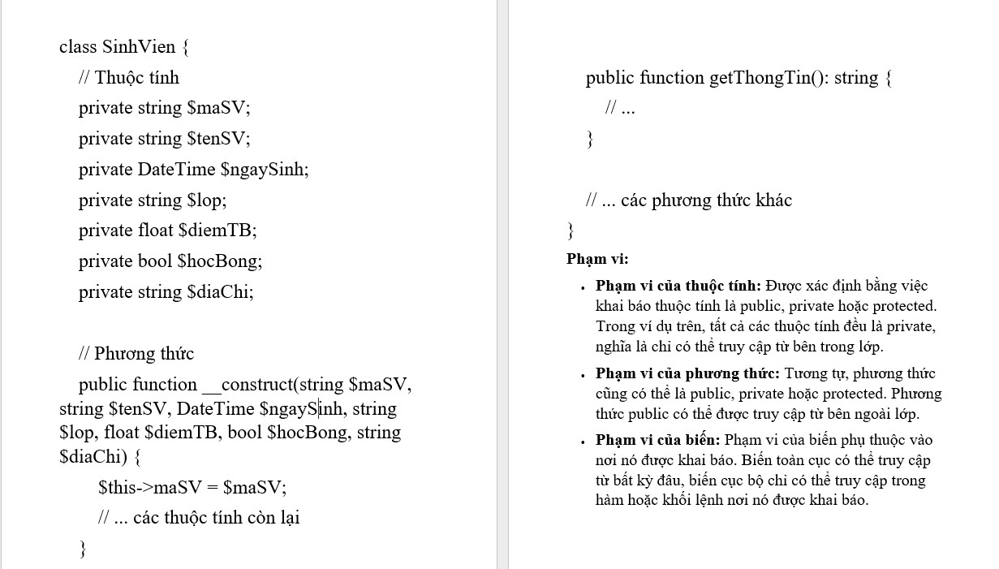 class SinhVien {
// Thuộc tính
private string $maSV;
private string $tenSV;
private DateTime $ngaySinh;
private string $lop;
private float $diemTB;
private bool $hocBong;
private string $diaChi;
// Phương thức
public function __construct(string $maSV,
string $tenSV, DateTime $ngaySinh, string
$lop, float $diemTB, bool $hocBong, string
$diaChi) {
$this->maSV = $maSV;
// ... các thuộc tính còn lại
}
public function getThongTin(): string {
// ...
}
// ... các phương thức khác
}
Phạm vi:
• Phạm vi của thuộc tính: Được xác định bằng việc
khai báo thuộc tính là public, private hoặc protected.
Trong ví dụ trên, tất cả các thuộc tính đều là private,
nghĩa là chỉ có thể truy cập từ bên trong lớp.
• Phạm vi của phương thức: Tương tự, phương thức
cũng có thể là public, private hoặc protected. Phương
thức public có thể được truy cập từ bên ngoài lớp.
• Phạm vi của biến: Phạm vi của biến phụ thuộc vào
nơi nó được khai báo. Biến toàn cục có thể truy cập
từ bất kỳ đâu, biến cục bộ chỉ có thể truy cập trong
hàm hoặc khối lệnh nơi nó được khai báo.